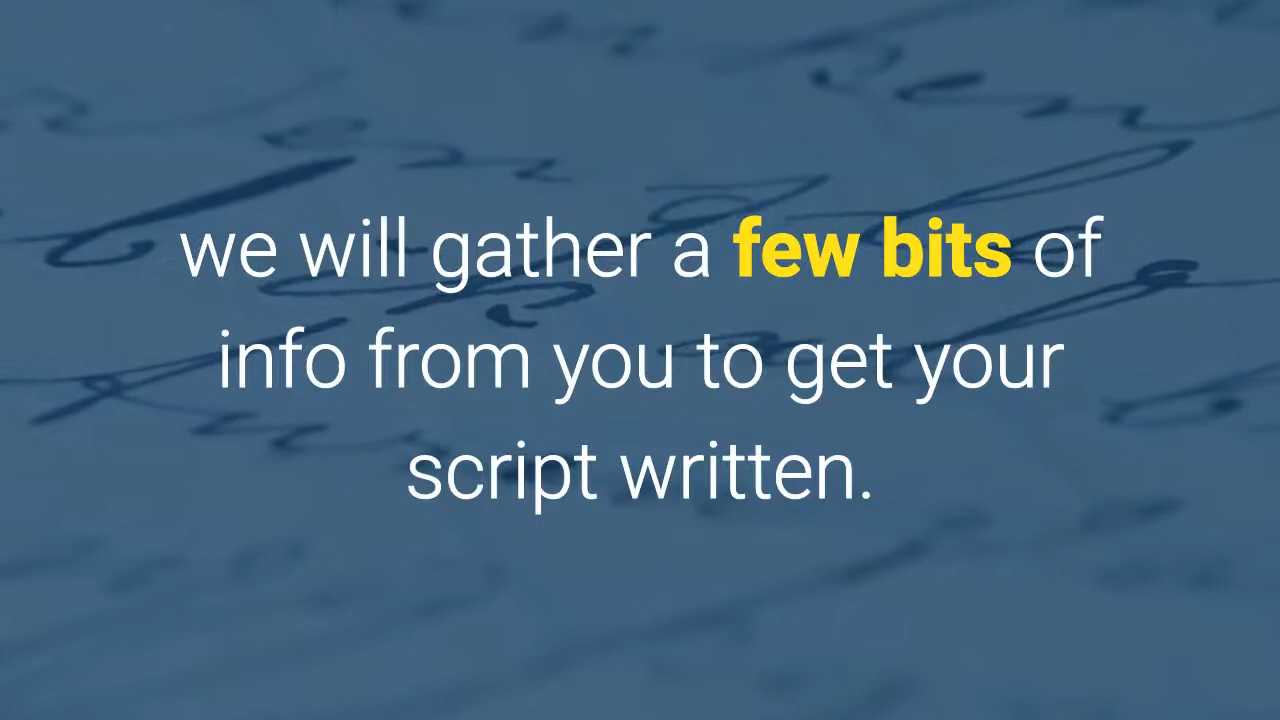 we will gather a few bits of
info from you to get your
script written.